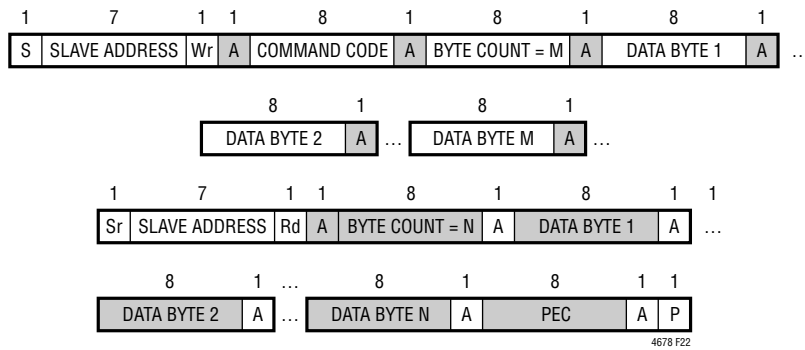 1 7 1 1 8 1 8 1 8 1
S SLAVE ADDRESS Wr A COMMAND CODE A BYTE COUNT = M A DATA BYTE 1 A …
8 1 8 1
DATA BYTE 2 A … DATA BYTE M A …
1 7 1 1 8 1 8 1 1
Sr SLAVE ADDRESS Rd A BYTE COUNT = N A DATA BYTE 1 A …
8 1 … 8 1 8 1 1
DATA BYTE 2 A … DATA BYTE N A PEC A P
4678 F22